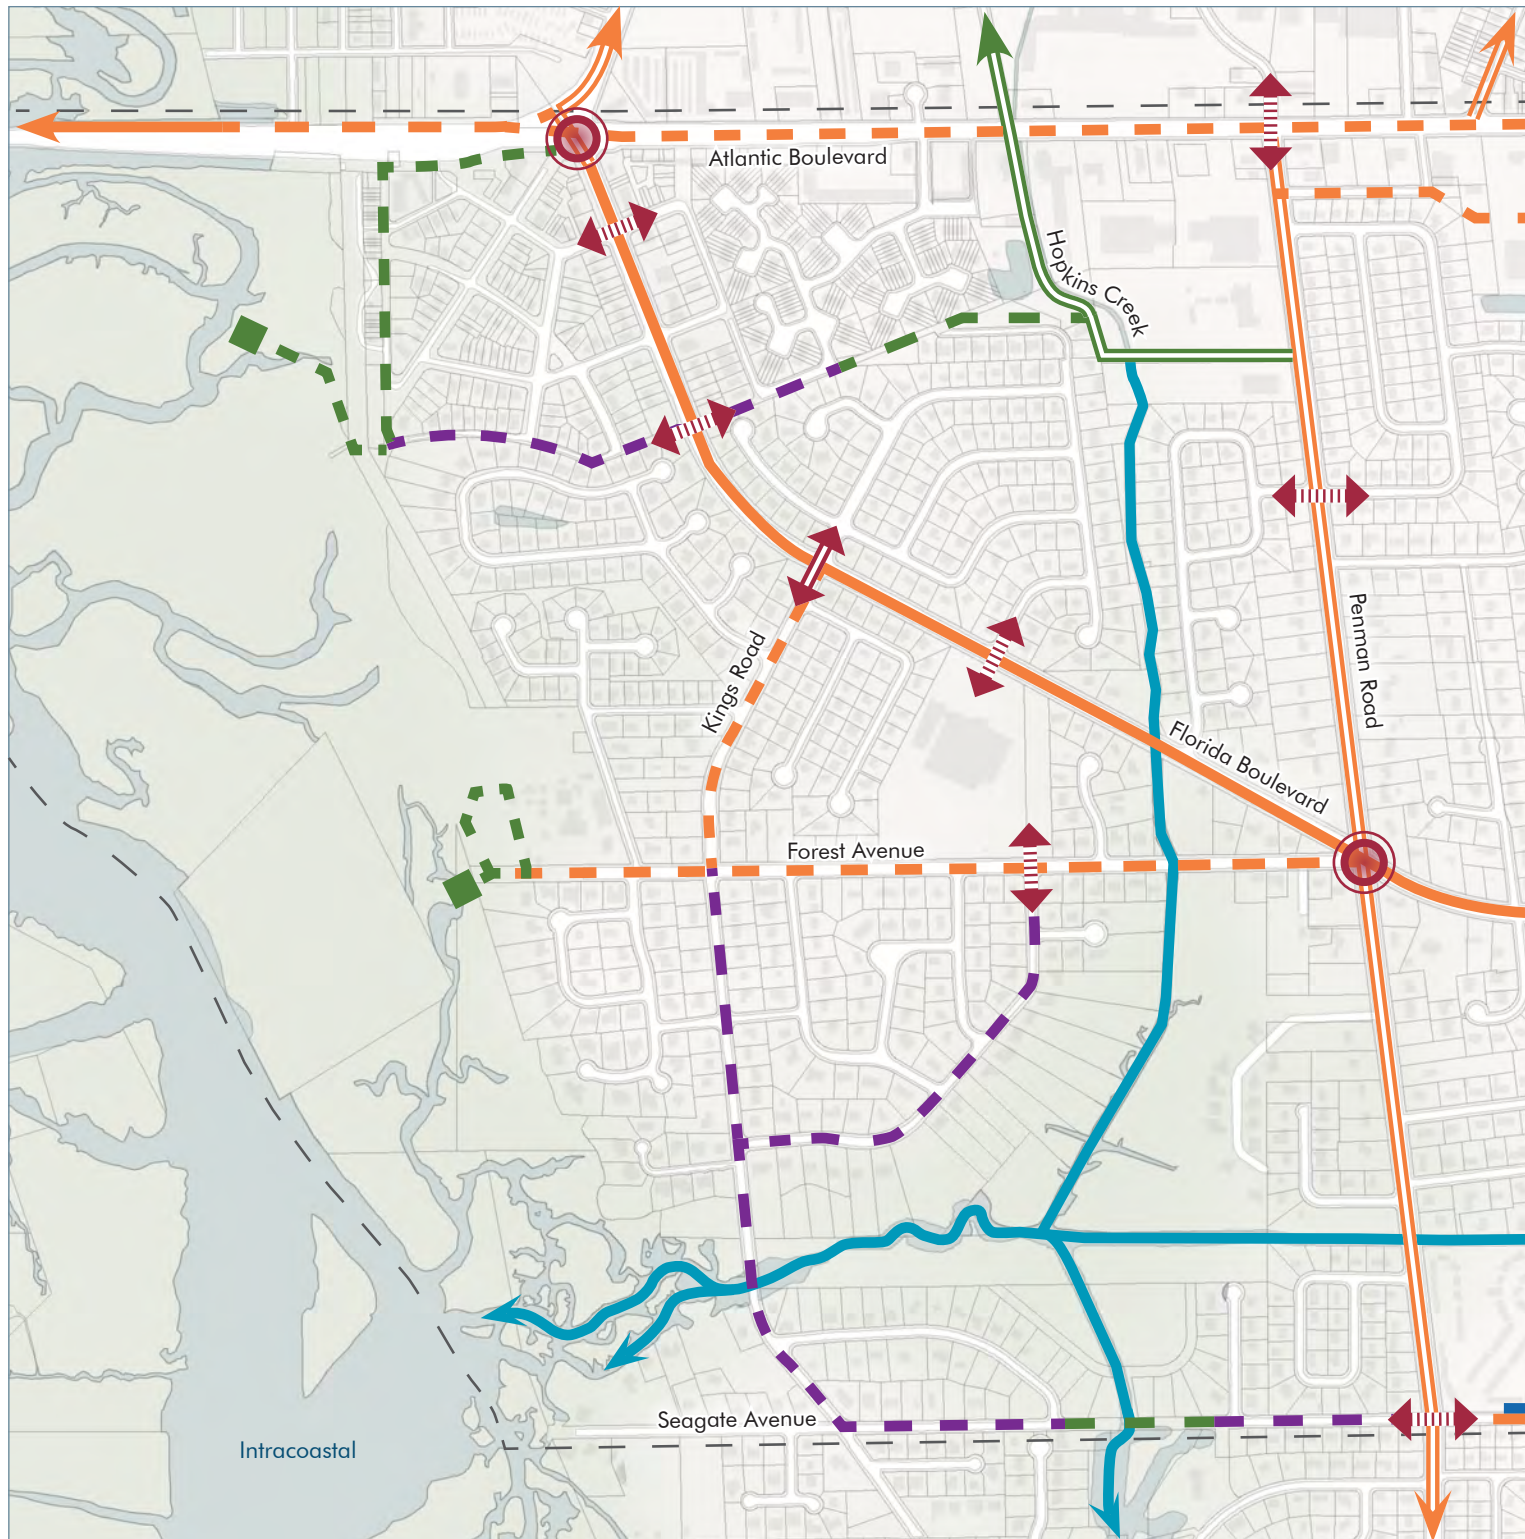 Atlantic Boulevard
Hopkins Creek
Penman Road
Kings Road
Florida Boulevard
Forest Avenue
Seagate Avenue
Intracoastal